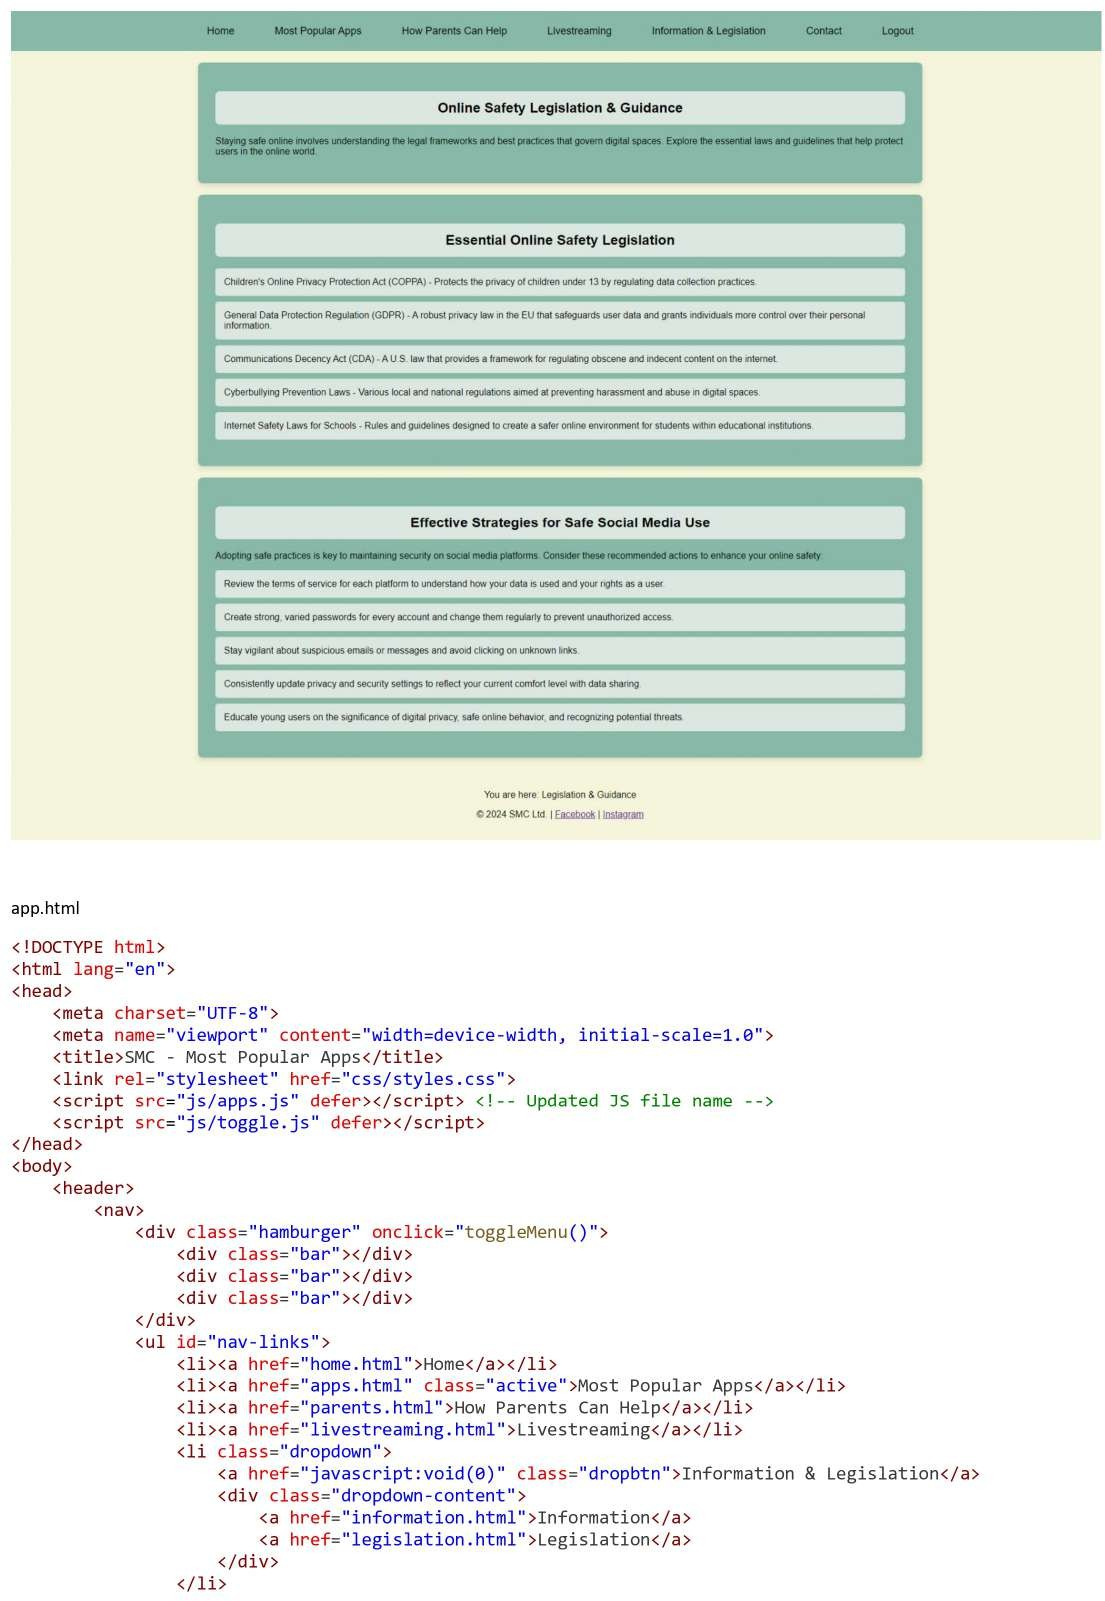 Home Most Popular Apps How Parents Can Help Livestreaming Information & Legislation Contact Logout
Online Safety Legislation & Guidance
Staying safe online involves understanding the legal frameworks and best practices that govern digital spaces. Explore the essential laws and guidelines that help protect
users in the online world.
Essential Online Safety Legislation
Children's Online Privacy Protection Act (COPPA) - Protects the privacy of children under 13 by regulating data collection practices.
General Data Protection Regulation (GDPR) - A robust privacy law in the EU that safeguards user data and grants individuals more control over their personal
information.
Communications Decency Act (CDA) - A U.S. law that provides a framework for regulating obscene and indecent content on the internet.
Cyberbullying Prevention Laws - Various local and national regulations aimed at preventing harassment and abuse in digital spaces.
Internet Safety Laws for Schools - Rules and guidelines designed to create a safer online environment for students within educational institutions.
Effective Strategies for Safe Social Media Use
Adopting safe practices is key to maintaining security on social media platforms. Consider these recommended actions to enhance your online safety:
Review the terms of service for each platform to understand how your data is used and your rights as a user.
Create strong, varied passwords for every account and change them regularly to prevent unauthorized access.
Stay vigilant about suspicious emails or messages and avoid clicking on unknown links.
Consistently update privacy and security settings to reflect your current comfort level with data sharing.
Educate young users on the significance of digital privacy, safe online behavior, and recognizing potential threats.
You are here: Legislation & Guidance
© 2024 SMC Ltd. | Facebook | Instagram
app.html
<!DOCTYPE html>
<html lang="en">
<head>
    <meta charset="UTF-8">
    <meta name="viewport" content="width=device-width, initial-scale=1.0">
    <title>SMC - Most Popular Apps</title>
    <link rel="stylesheet" href="css/styles.css">
    <script src="js/apps.js" defer></script> <!-- Updated JS file name -->
    <script src="js/toggle.js" defer></script>
</head>
<body>
    <header>
        <nav>
            <div class="hamburger" onclick="toggleMenu()">
                <div class="bar"></div>
                <div class="bar"></div>
                <div class="bar"></div>
            </div>
            <ul id="nav-links">
                <li><a href="home.html">Home</a></li>
                <li><a href="apps.html" class="active">Most Popular Apps</a></li>
                <li><a href="parents.html">How Parents Can Help</a></li>
                <li><a href="livestreaming.html">Livestreaming</a></li>
                <li class="dropdown">
                    <a href="javascript:void(0)" class="dropbtn">Information & Legislation</a>
                    <div class="dropdown-content">
                        <a href="information.html">Information</a>
                        <a href="legislation.html">Legislation</a>
                    </div>
                </li>